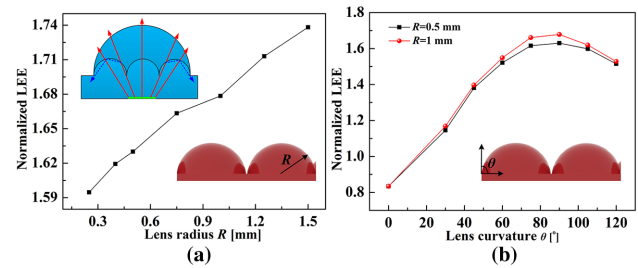 1.74
1.71
1.68
1.65
1.62
1.59
Normalized LEE
R
0.3 0.6 0.9 1.2 1.5
Lens radius R [mm]
(a)
R=0.5 mm
R=1 mm
1.8
1.6
1.4
1.2
1.0
0.8
Normalized LEE
θ
0 20 40 60 80 100 120
Lens curvature θ [°]
(b)